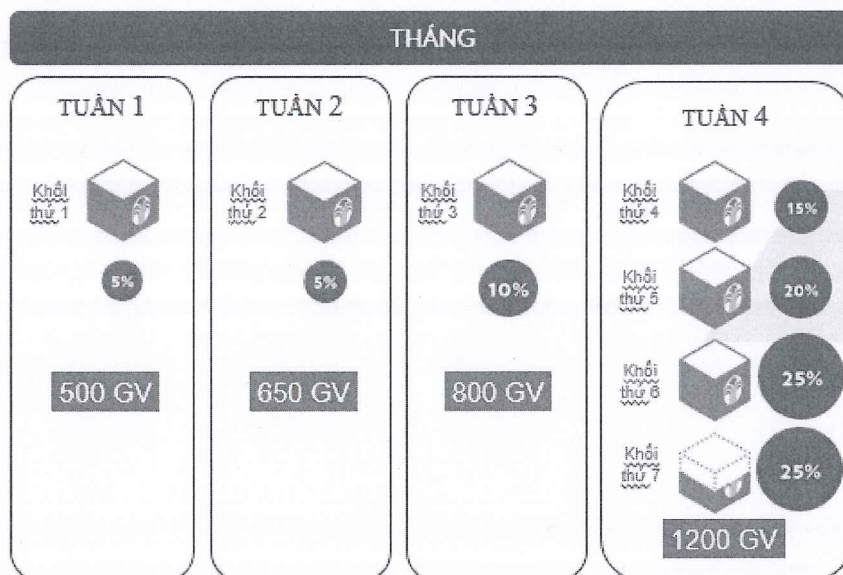 THÁNG
TUẦN 1
Khối
thứ 1
5%
500 GV
TUẦN 2
Khối
thứ 2
5%
650 GV
TUẦN 3
Khối
thứ 3
10%
800 GV
TUẦN 4
Khối
thứ 4
15%
Khối
thứ 5
20%
Khối
thứ 6
25%
Khối
thứ 7
25%
1200 GV